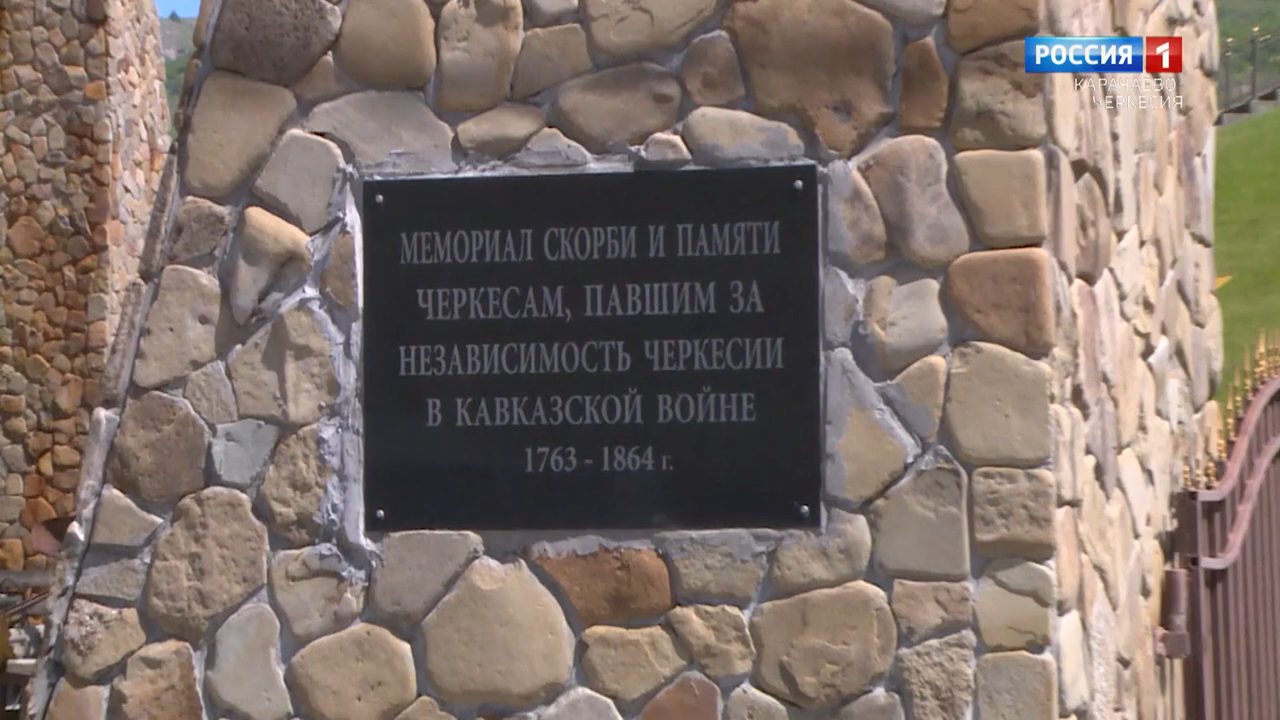 РОССИЯ 1
КАРАЧАЕВО
ЧЕРКЕСИЯ
МЕМОРИАЛ СКОРБИ И ПАМЯТИ
ЧЕРКЕСАМ, ПАВШИМ ЗА
НЕЗАВИСИМОСТЬ ЧЕРКЕСИИ
В КАВКАЗСКОЙ ВОЙНЕ
1763 - 1864 г.